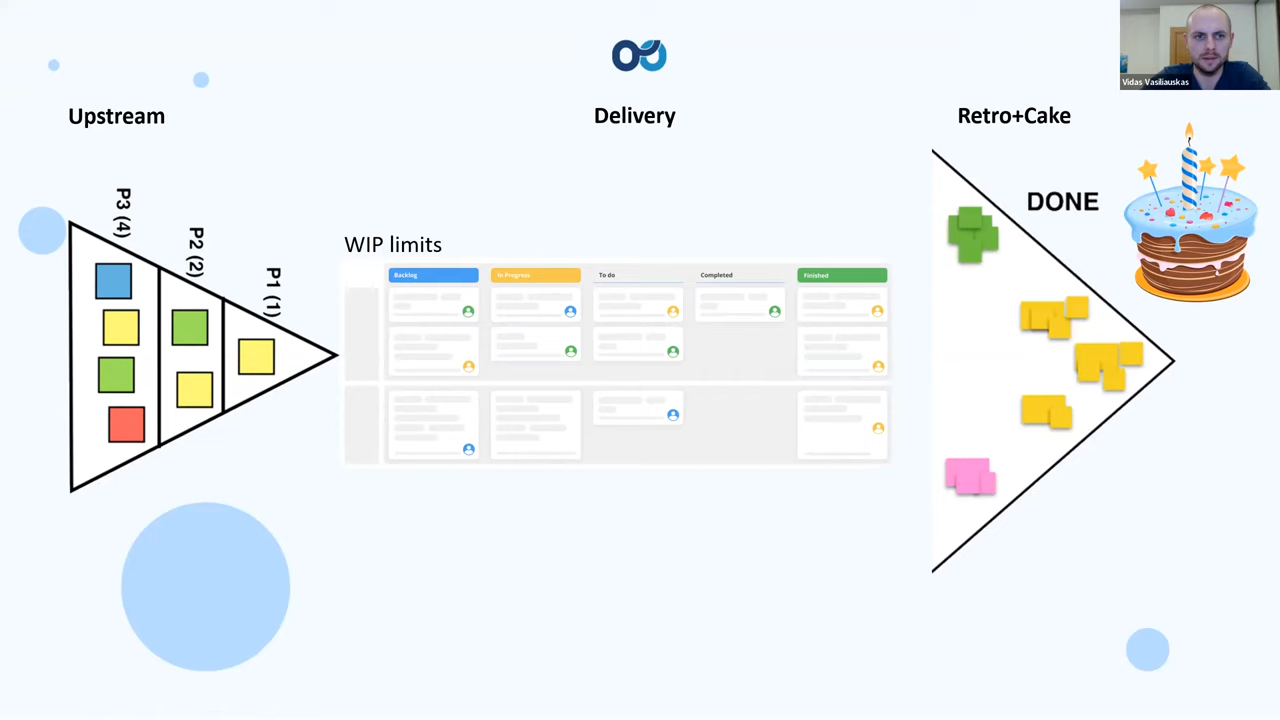 Vidas Vasiliauskas
Upstream
Delivery
Retro+Cake
P3 (4)
P2 (2)
P1 (1)
WIP limits
Backlog
In Progress
To do
Completed
Finished
DONE